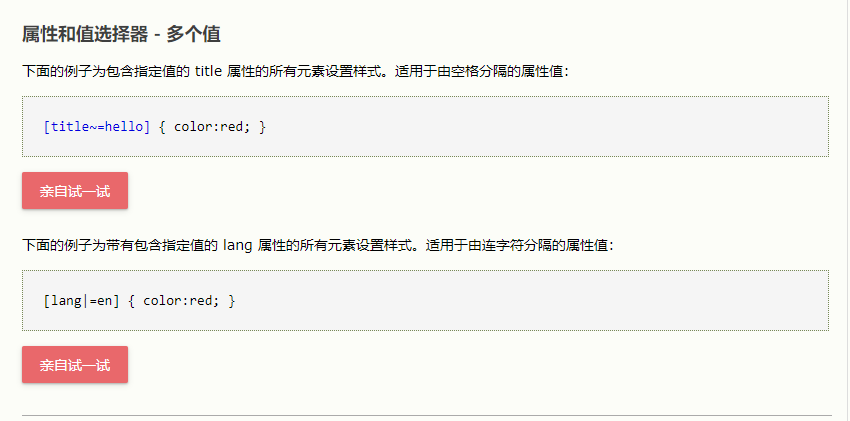 属性和值选择器 - 多个值
下面的例子为包含指定值的 title 属性的所有元素设置样式。适用于由空格分隔的属性值：
[title~=hello] { color:red; }
亲自试一试
下面的例子为带有包含指定值的 lang 属性的所有元素设置样式。适用于由连字符分隔的属性值：
[lang|=en] { color:red; }
亲自试一试